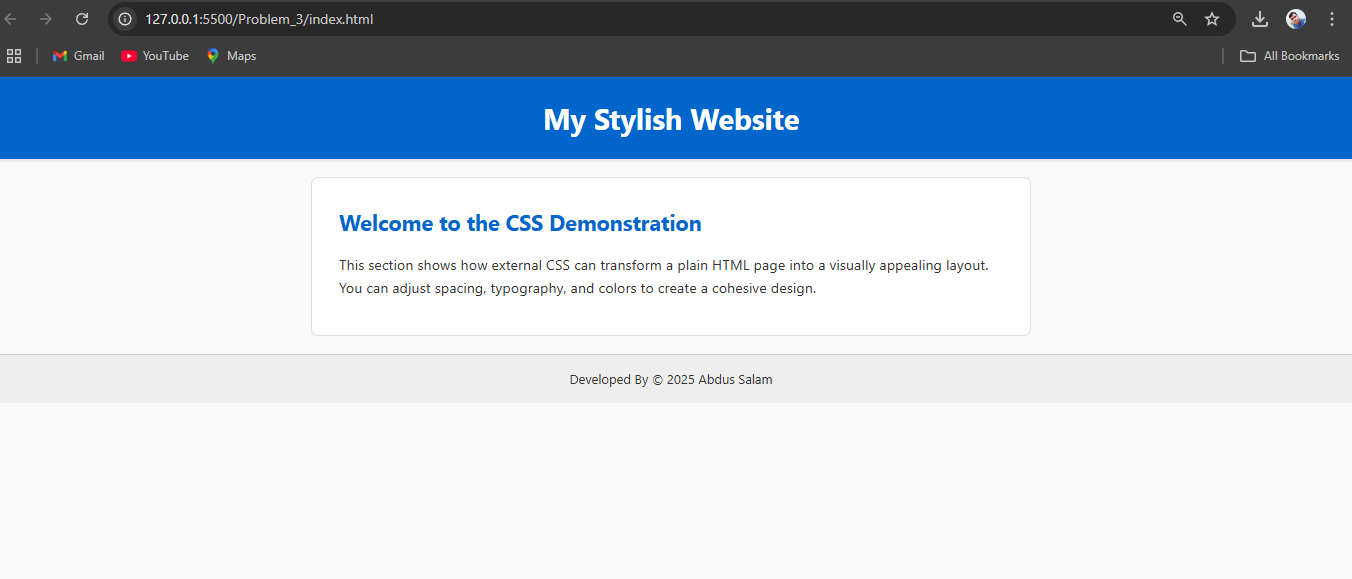 127.0.0.1:5500/Problem_3/index.html
Gmail YouTube Maps All Bookmarks
My Stylish Website
Welcome to the CSS Demonstration
This section shows how external CSS can transform a plain HTML page into a visually appealing layout.
You can adjust spacing, typography, and colors to create a cohesive design.
Developed By © 2025 Abdus Salam